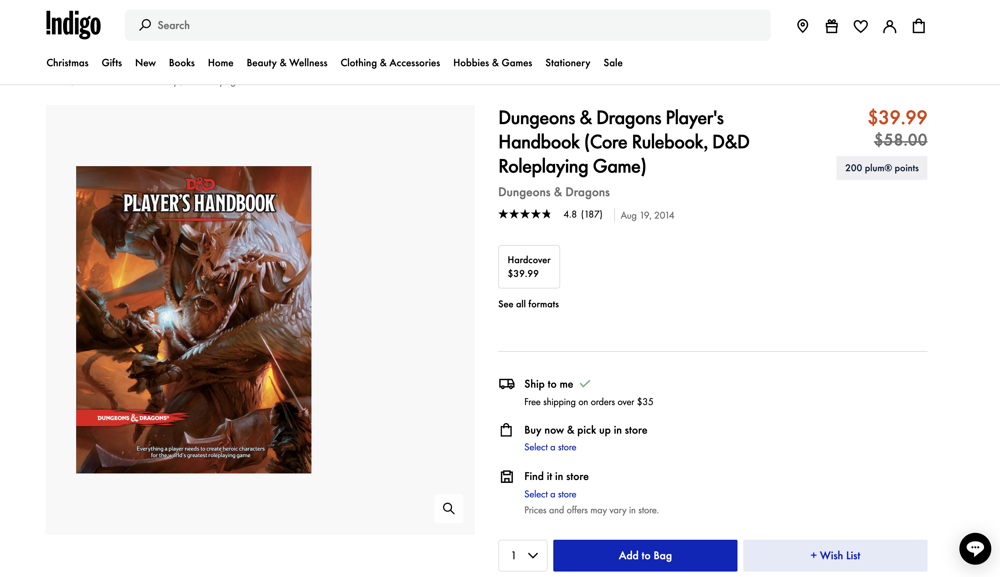 Indigo
Search
Christmas
Gifts
New
Books
Home
Beauty & Wellness
Clothing & Accessories
Hobbies & Games
Stationery
Sale
D&D
PLAYER'S HANDBOOK®
DUNGEONS & DRAGONS®
Everything a player needs to create heroic characters
for the world's greatest roleplaying game
Dungeons & Dragons Player's
Handbook (Core Rulebook, D&D
Roleplaying Game)
$39.99
$58.00
200 plum® points
Dungeons & Dragons
4.8 (187)
Aug 19, 2014
Hardcover
$39.99
See all formats
Ship to me
Free shipping on orders over $35
Buy now & pick up in store
Select a store
Find it in store
Select a store
Prices and offers may vary in store.
1
Add to Bag
+ Wish List